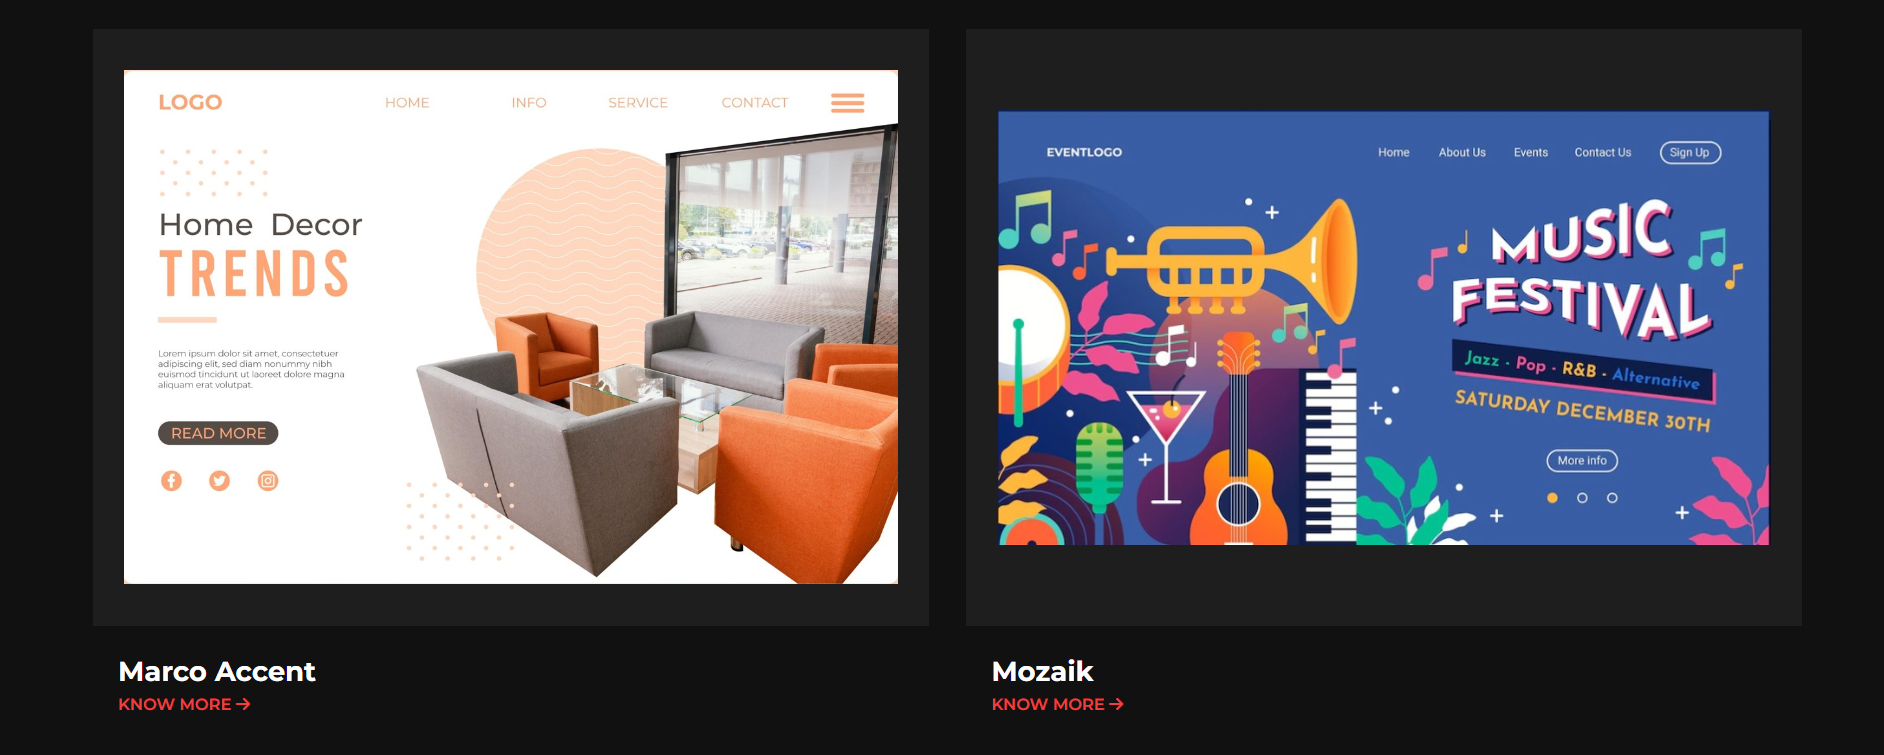 LOGO
HOME
INFO
SERVICE
CONTACT
Home Decor
TRENDS
Lorem ipsum dolor sit amet, consectetuer
adipiscing elit, sed diam nonummy nibh
euismod tincidunt ut laoreet dolore magna
aliquam erat volutpat.
READ MORE
Marco Accent
KNOW MORE →
EVENTLOGO
Home
About Us
Events
Contact Us
Sign Up
MUSIC
FESTIVAL
Jazz · Pop · R&B · Alternative
SATURDAY DECEMBER 30TH
More info
Mozaik
KNOW MORE →